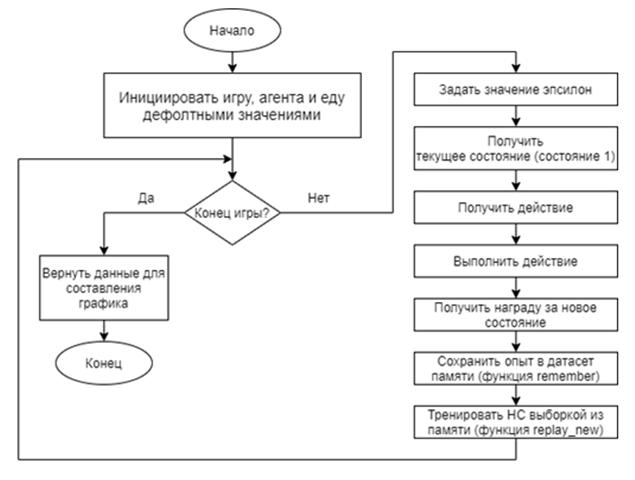 Начало
Инициировать игру, агента и еду
дефолтными значениями
Конец игры?
Да
Нет
Вернуть данные для
составления
графика
Конец
Задать значение эпсилон
Получить
текущее состояние (состояние 1)
Получить действие
Выполнить действие
Получить награду за новое
состояние
Сохранить опыт в датасет
памяти (функция remember)
Тренировать НС выборкой из
памяти (функция replay_new)